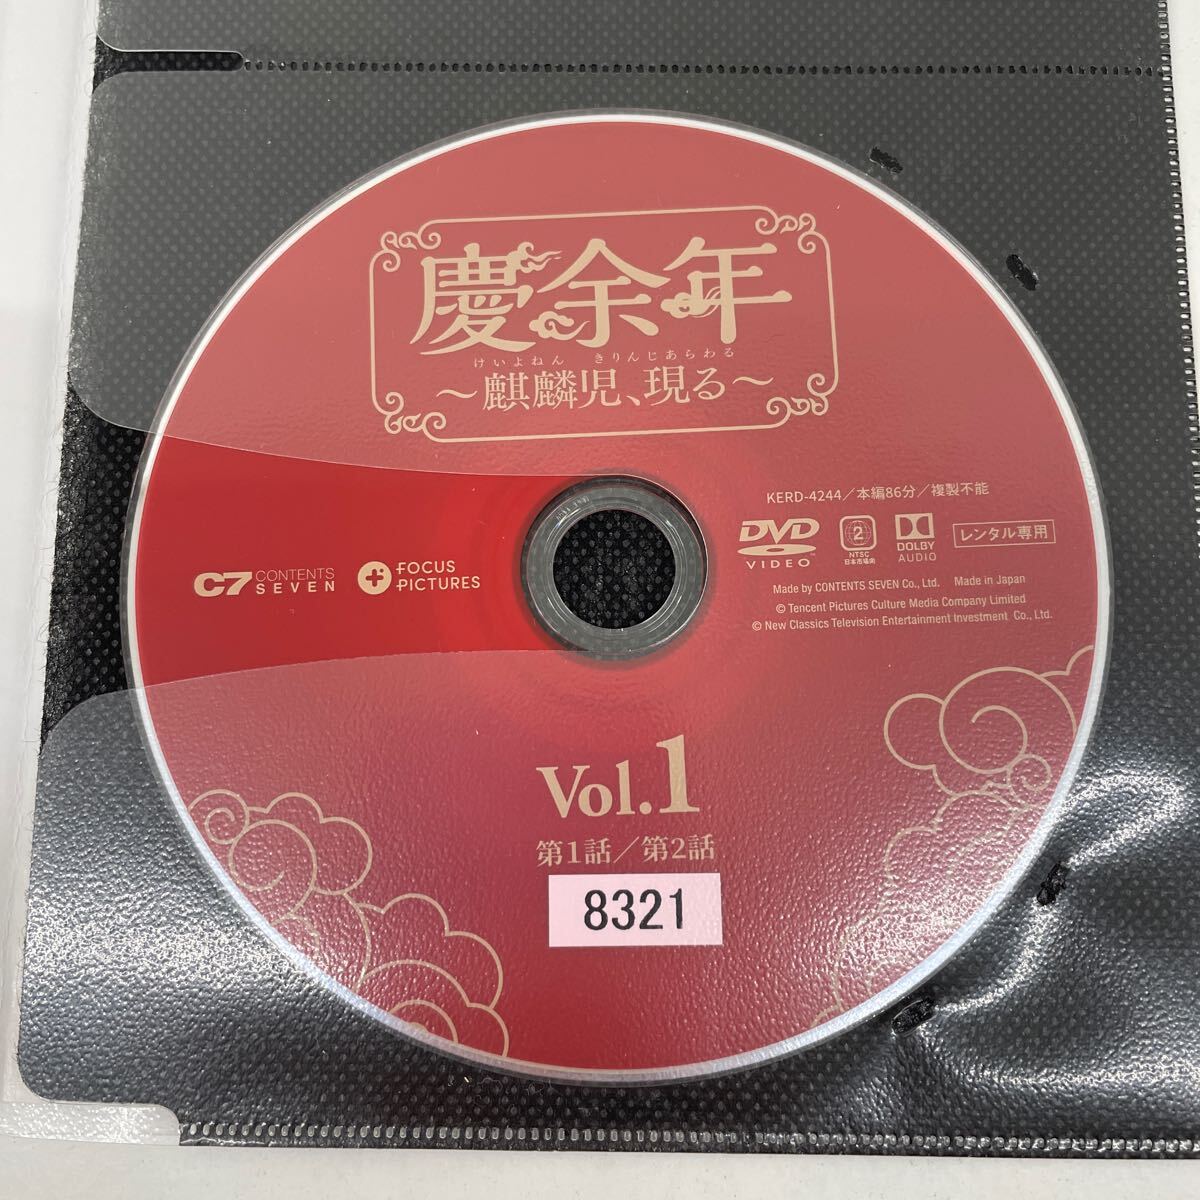 慶余年
けいよねん きりんじあらわる
～麒麟児、現る～
KERD-4244／本編86分／複製不能
DVD
VIDEO
2
NTSC
日本市場向
DOLBY
AUDIO
レンタル専用
C7 CONTENTS
SEVEN
FOCUS
PICTURES
Made by CONTENTS SEVEN Co., Ltd. Made in Japan
© Tencent Pictures Culture Media Company Limited
© New Classics Television Entertainment Investment Co., Ltd.
Vol.1
第1話／第2話
8321